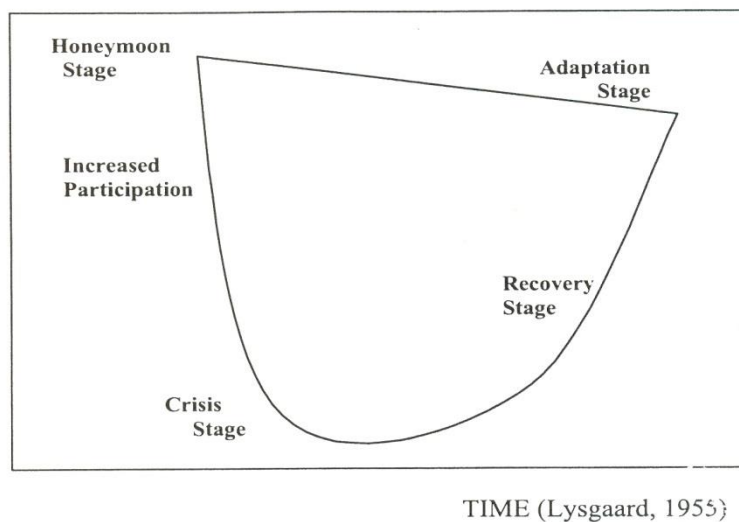 Honeymoon
Stage
Adaptation
Stage
Increased
Participation
Recovery
Stage
Crisis
Stage
TIME (Lysgaard, 1955)